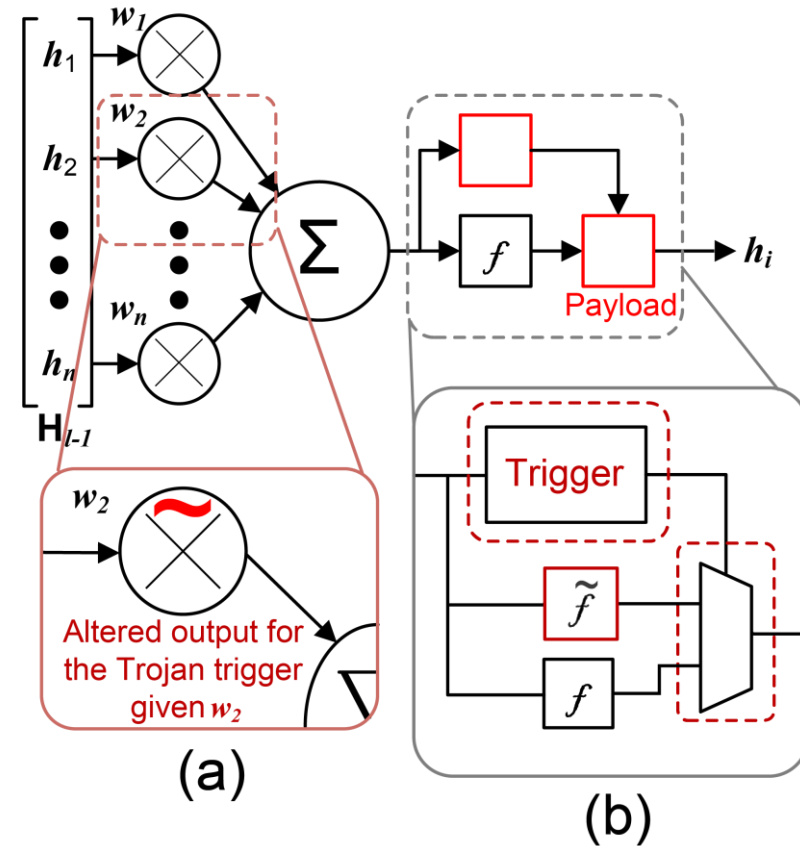 w1
h1
w2
h2
Σ
f
hi
Payload
wn
hn
Hl-1
w2
~
Altered output for
the Trojan trigger
given w2
Trigger
f̃
f
(a)
(b)